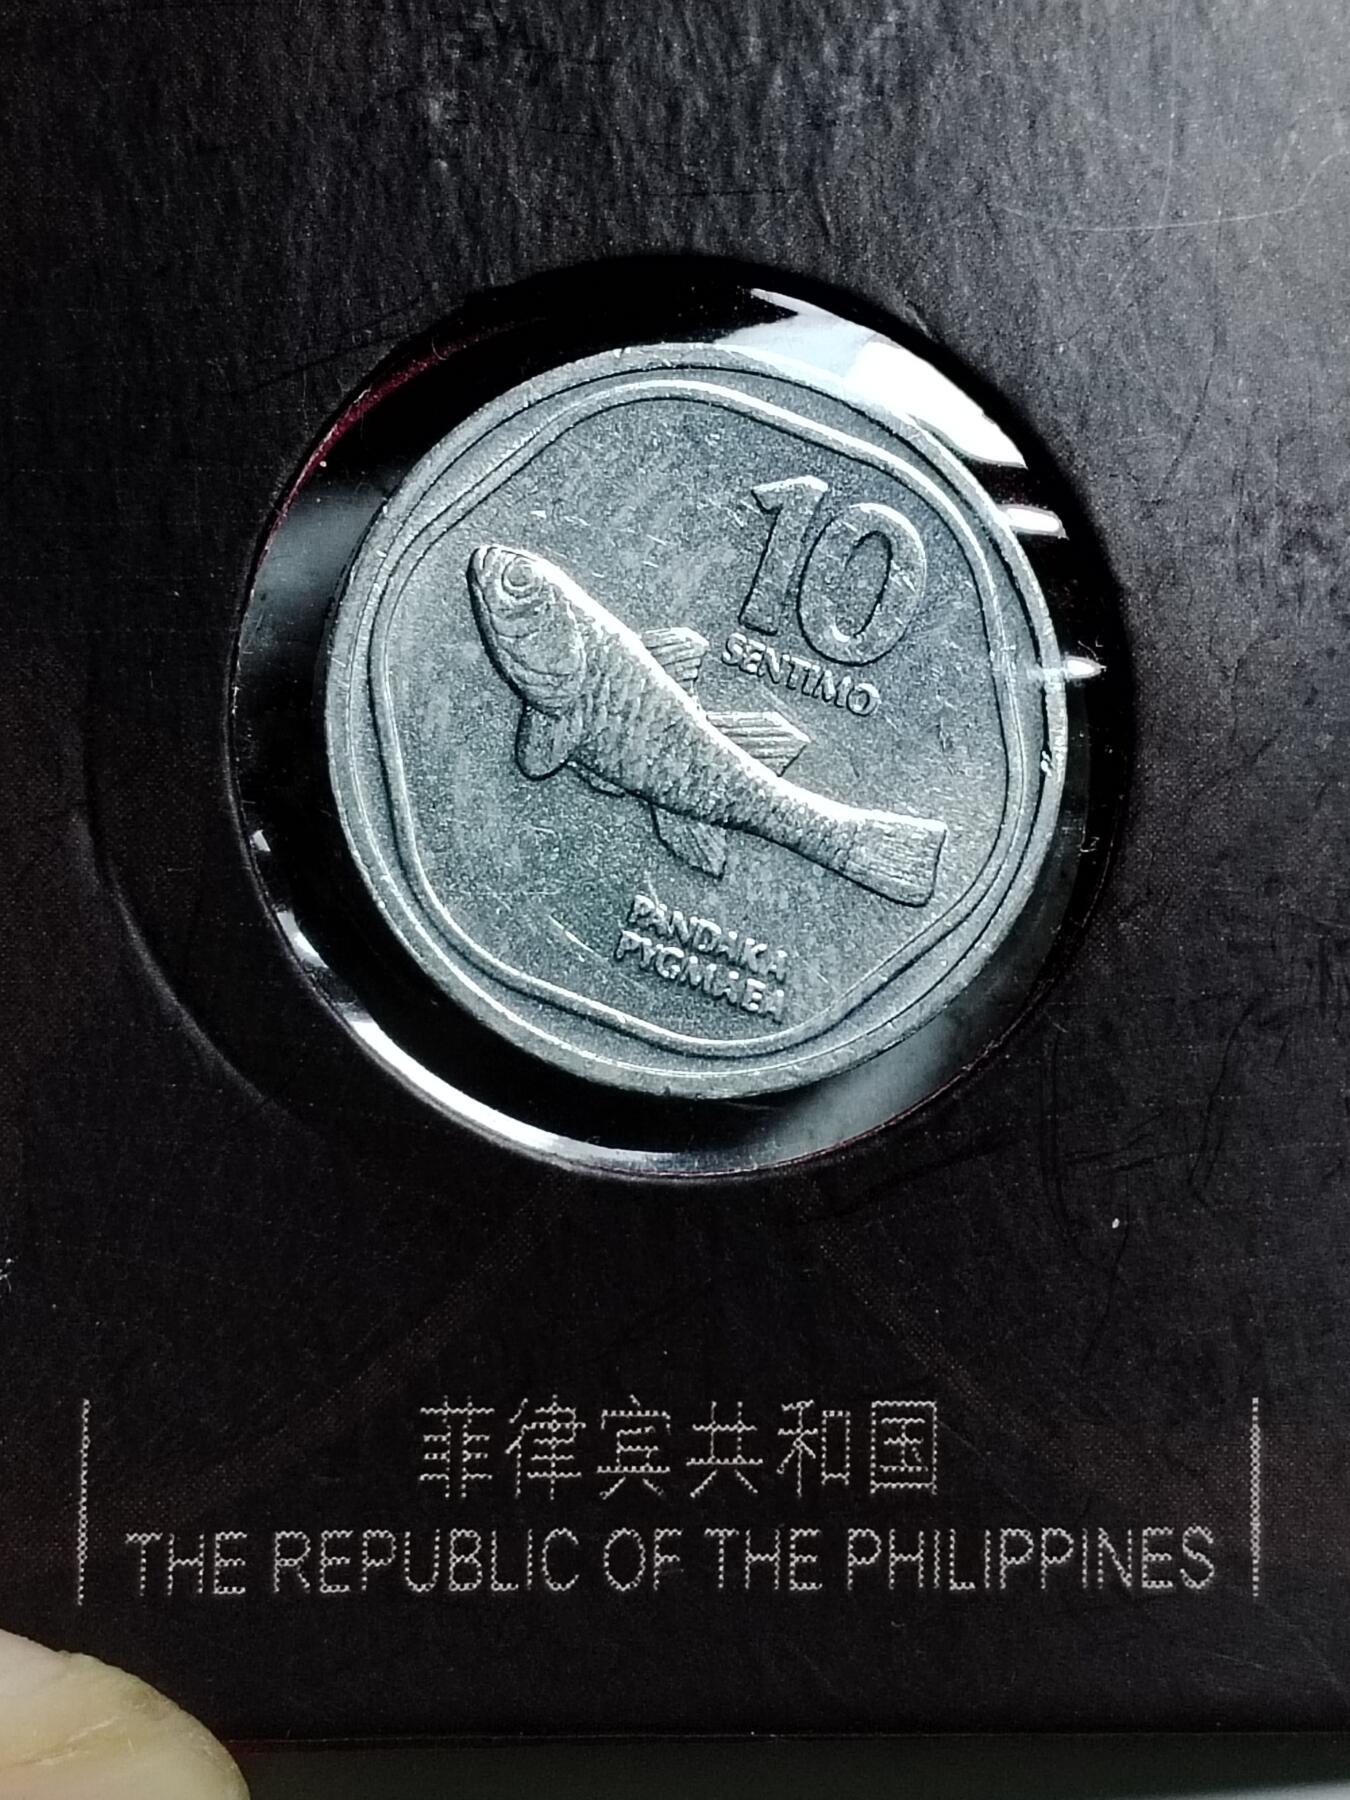 10
SENTIMO
PANDAKA
PYGMAEA
菲律宾共和国
THE REPUBLIC OF THE PHILIPPINES